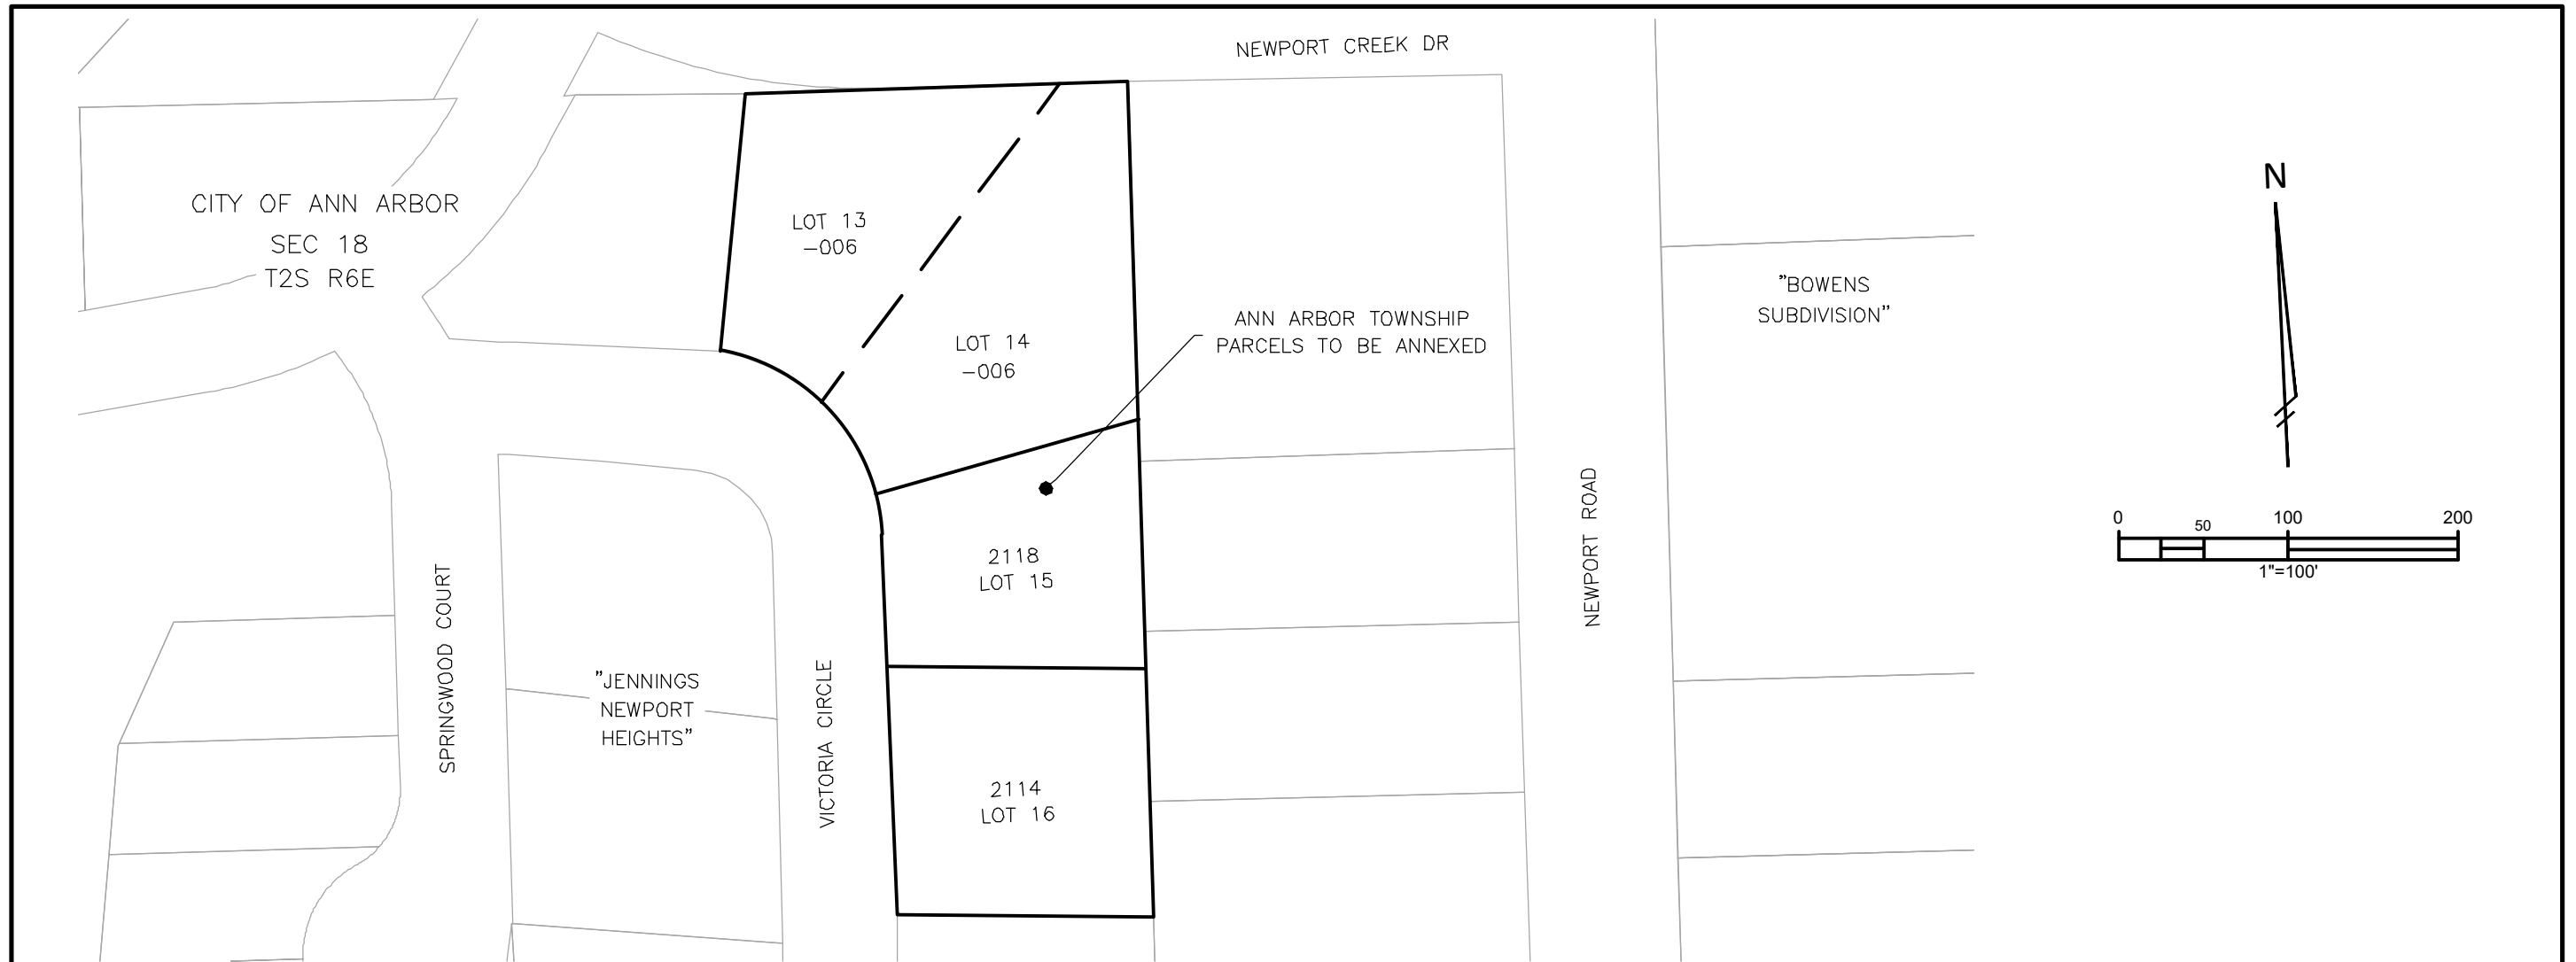 NEWPORT CREEK DR
CITY OF ANN ARBOR
SEC 18
T2S R6E
LOT 13
-006
LOT 14
-006
ANN ARBOR TOWNSHIP
PARCELS TO BE ANNEXED
"BOWENS
SUBDIVISION"
N
0 50 100 200
1"=100'
2118
LOT 15
NEWPORT ROAD
SPRINGWOOD COURT
"JENNINGS
NEWPORT
HEIGHTS"
VICTORIA CIRCLE
2114
LOT 16